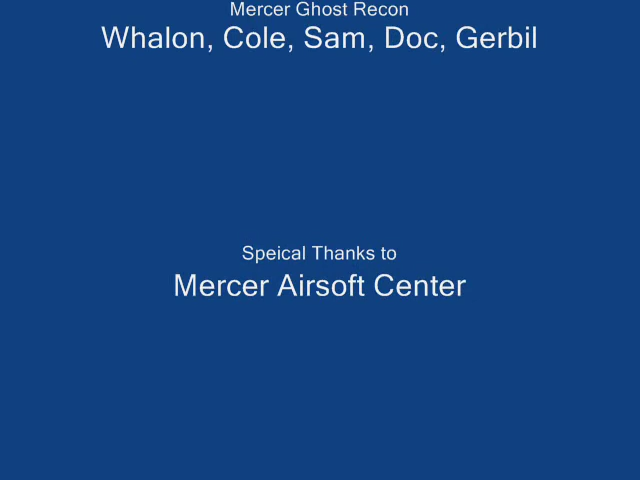 Mercer Ghost Recon
Whalon, Cole, Sam, Doc, Gerbil
Speical Thanks to
Mercer Airsoft Center